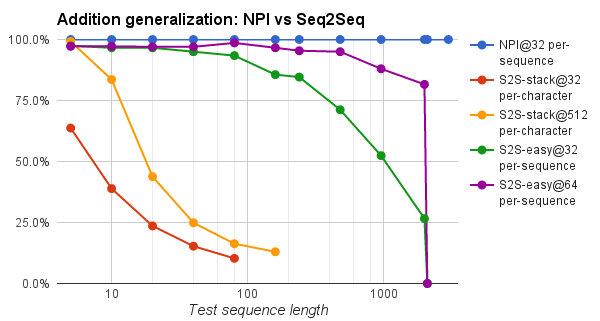 Addition generalization: NPI vs Seq2Seq
100.0%
75.0%
50.0%
25.0%
0.0%
10
100
1000
Test sequence length
NPI@32 per-
sequence
S2S-stack@32
per-character
S2S-stack@512
per-character
S2S-easy@32
per-sequence
S2S-easy@64
per-sequence